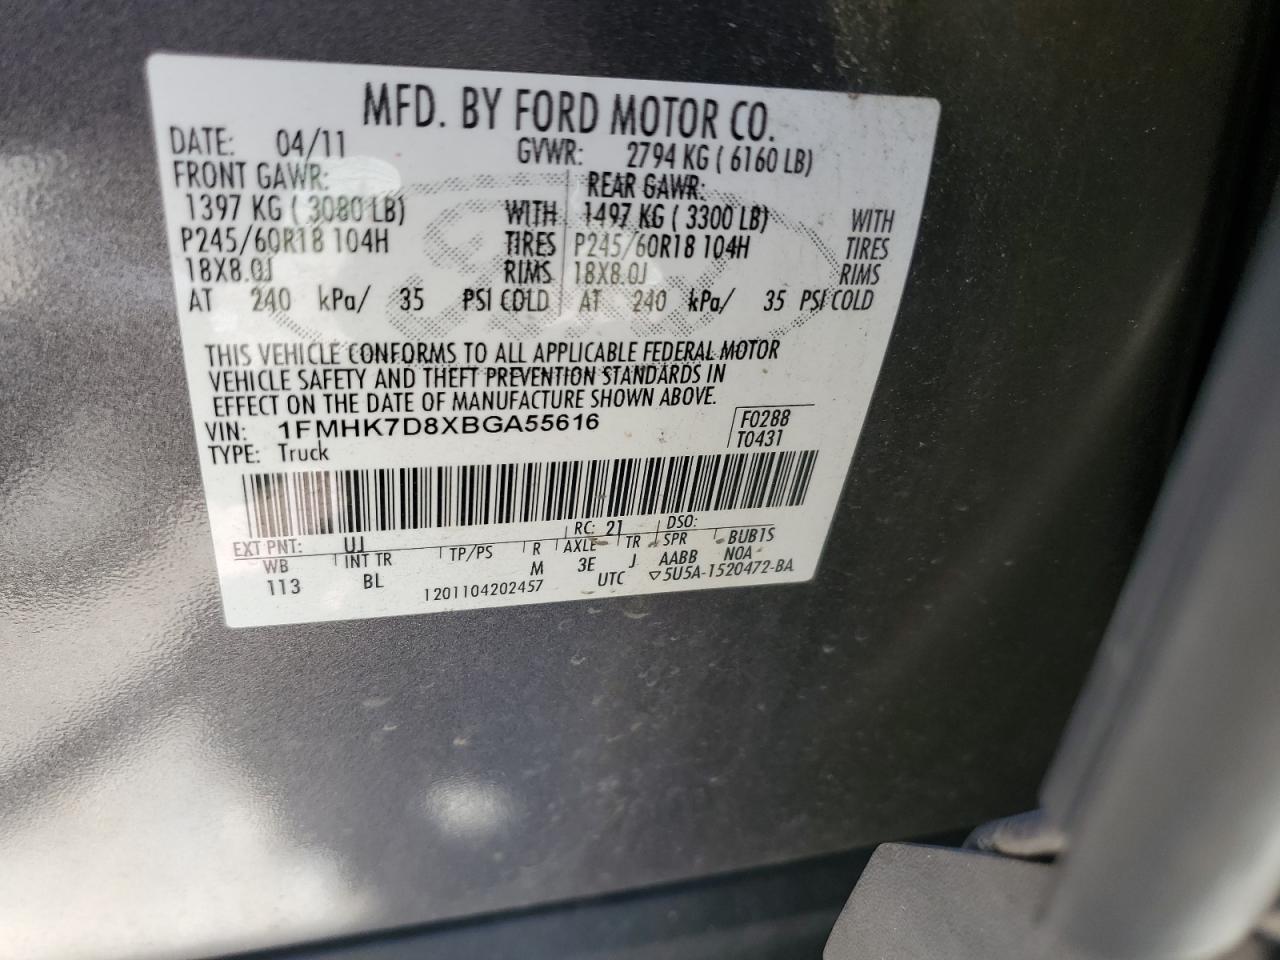 MFD. BY FORD MOTOR CO.
DATE: 04/11 GVWR: 2794 KG ( 6160 LB)
FRONT GAWR: REAR GAWR:
1397 KG ( 3080 LB) WITH 1497 KG ( 3300 LB) WITH
P245/60R18 104H TIRES P245/60R18 104H TIRES
18X8.0J RIMS 18X8.0J RIMS
AT 240 kPa/ 35 PSI COLD AT 240 kPa/ 35 PSI COLD
THIS VEHICLE CONFORMS TO ALL APPLICABLE FEDERAL MOTOR
VEHICLE SAFETY AND THEFT PREVENTION STANDARDS IN
EFFECT ON THE DATE OF MANUFACTURE SHOWN ABOVE.
VIN: 1FMHK7D8XBGA55616 F0288
TYPE: Truck T0431
EXT PNT: UJ RC: 21 DSO:
WB INT TR TP/PS R AXLE TR SPR BUB1S
113 BL M 3E J AABB N0A
1201104202457 UTC ▽5U5A-1520472-BA